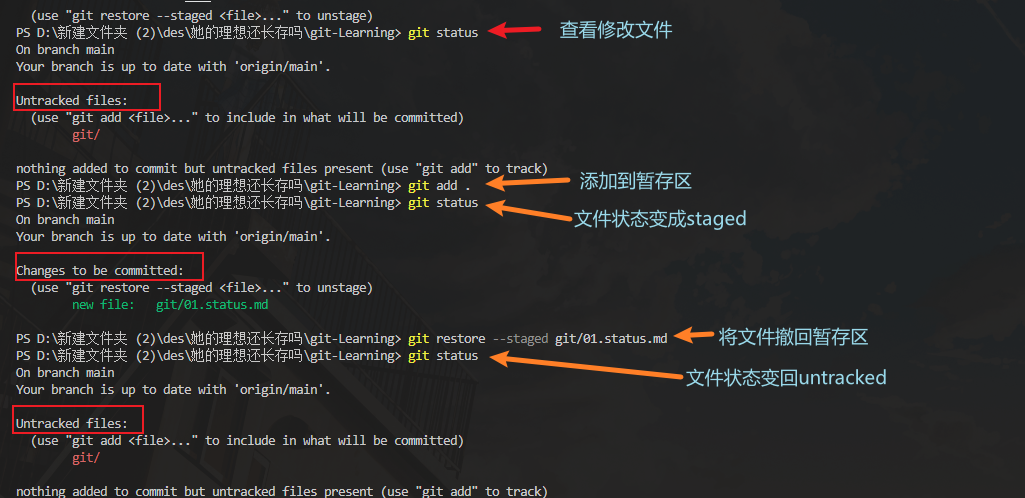 (use "git restore --staged <file>..." to unstage)
PS D:\新建文件夹 (2)\des\她的理想还长存吗\git-Learning> git status 查看修改文件
On branch main
Your branch is up to date with 'origin/main'.
Untracked files:
(use "git add <file>..." to include in what will be committed)
git/
nothing added to commit but untracked files present (use "git add" to track)
PS D:\新建文件夹 (2)\des\她的理想还长存吗\git-Learning> git add . 添加到暂存区
PS D:\新建文件夹 (2)\des\她的理想还长存吗\git-Learning> git status 文件状态变成staged
On branch main
Your branch is up to date with 'origin/main'.
Changes to be committed:
(use "git restore --staged <file>..." to unstage)
new file:   git/01.status.md
PS D:\新建文件夹 (2)\des\她的理想还长存吗\git-Learning> git restore --staged git/01.status.md 将文件撤回暂存区
PS D:\新建文件夹 (2)\des\她的理想还长存吗\git-Learning> git status 文件状态变回untracked
On branch main
Your branch is up to date with 'origin/main'.
Untracked files:
(use "git add <file>..." to include in what will be committed)
git/
nothing added to commit but untracked files present (use "git add" to track)